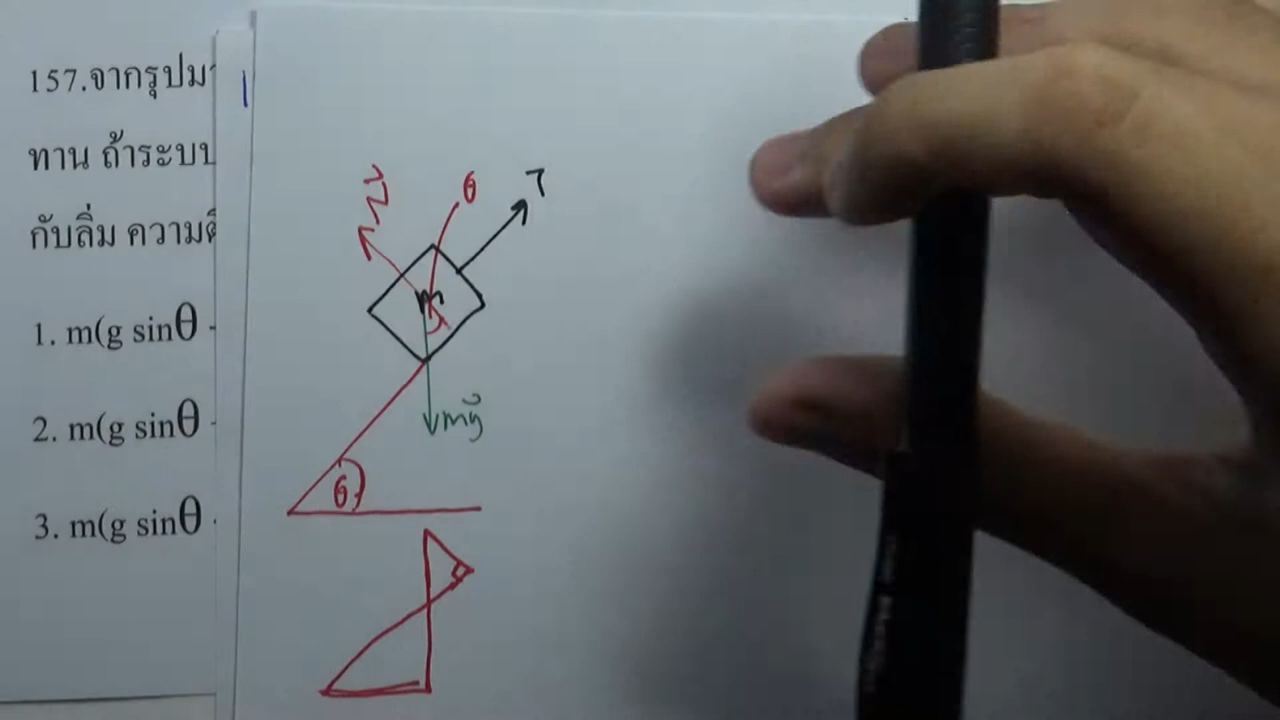 157.จากรูปม
ทาน ถ้าระบบ
กับลิ่ม ความ
1. m(g sinθ -
2. m(g sinθ -
3. m(g sinθ
N
θ
T
m
mg
θ